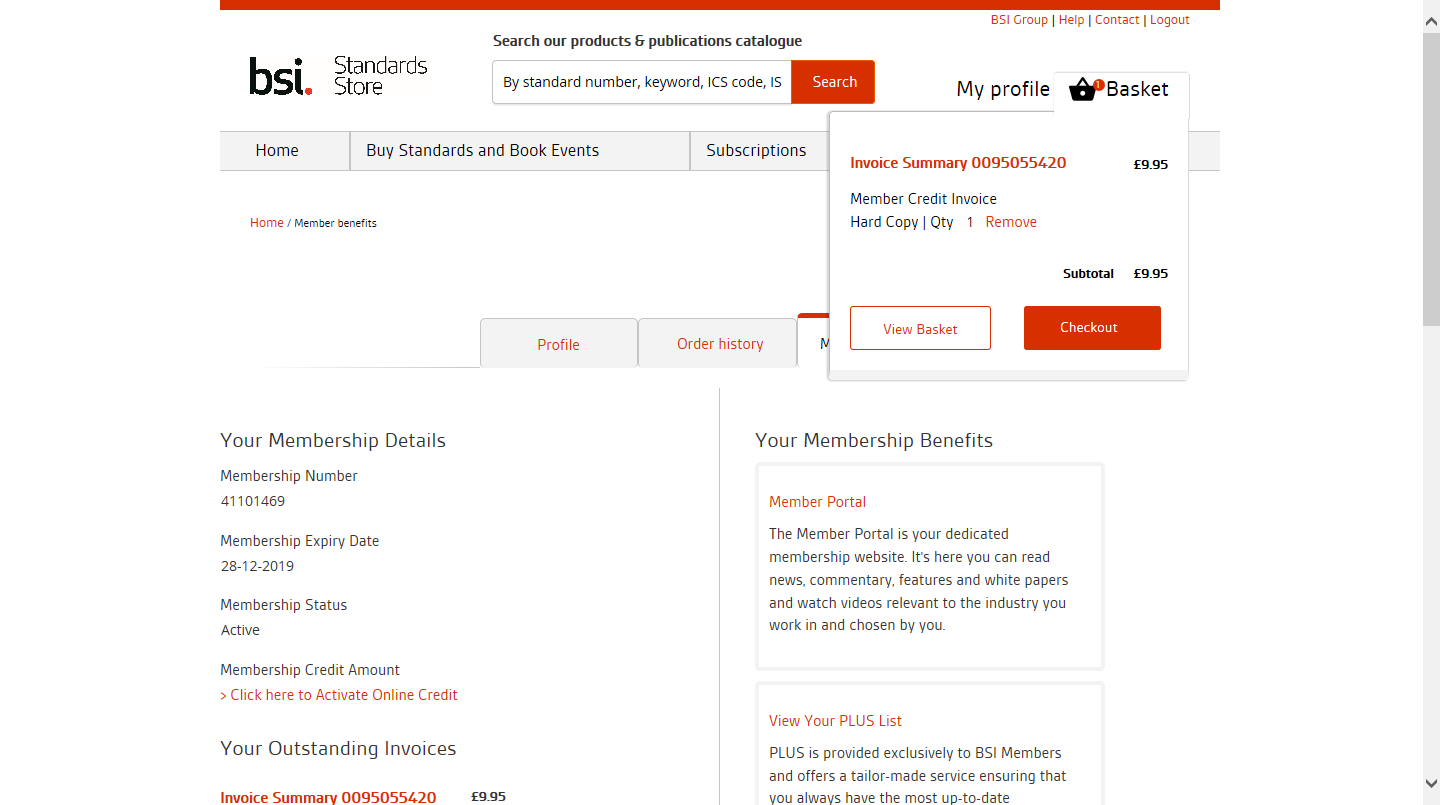 BSI Group | Help | Contact | Logout
Search our products & publications catalogue
bsi. Standards Store
By standard number, keyword, ICS code, IS
Search
My profile
1
Basket
Home
Buy Standards and Book Events
Subscriptions
Invoice Summary 0095055420 £9.95
Member Credit Invoice
Hard Copy | Qty 1 Remove
Subtotal £9.95
View Basket
Checkout
Home / Member benefits
Profile
Order history
M
Your Membership Details
Membership Number
41101469
Membership Expiry Date
28-12-2019
Membership Status
Active
Membership Credit Amount
> Click here to Activate Online Credit
Your Outstanding Invoices
Invoice Summary 0095055420 £9.95
Your Membership Benefits
Member Portal
The Member Portal is your dedicated
membership website. It's here you can read
news, commentary, features and white papers
and watch videos relevant to the industry you
work in and chosen by you.
View Your PLUS List
PLUS is provided exclusively to BSI Members
and offers a tailor-made service ensuring that
you always have the most up-to-date